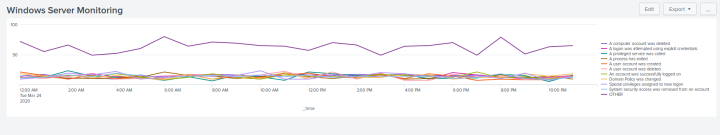 Windows Server Monitoring
Edit
Export
...
100
50
12:00 AM
Tue Mar 24
2020
2:00 AM
4:00 AM
6:00 AM
8:00 AM
10:00 AM
12:00 PM
2:00 PM
4:00 PM
6:00 PM
8:00 PM
10:00 PM
_time
A computer account was deleted
A logon was attempted using explicit credentials
A privileged service was called
A process has exited
A user account was created
A user account was deleted
An account was successfully logged on
Domain Policy was changed
Special privileges assigned to new logon
System security access was removed from an account
OTHER